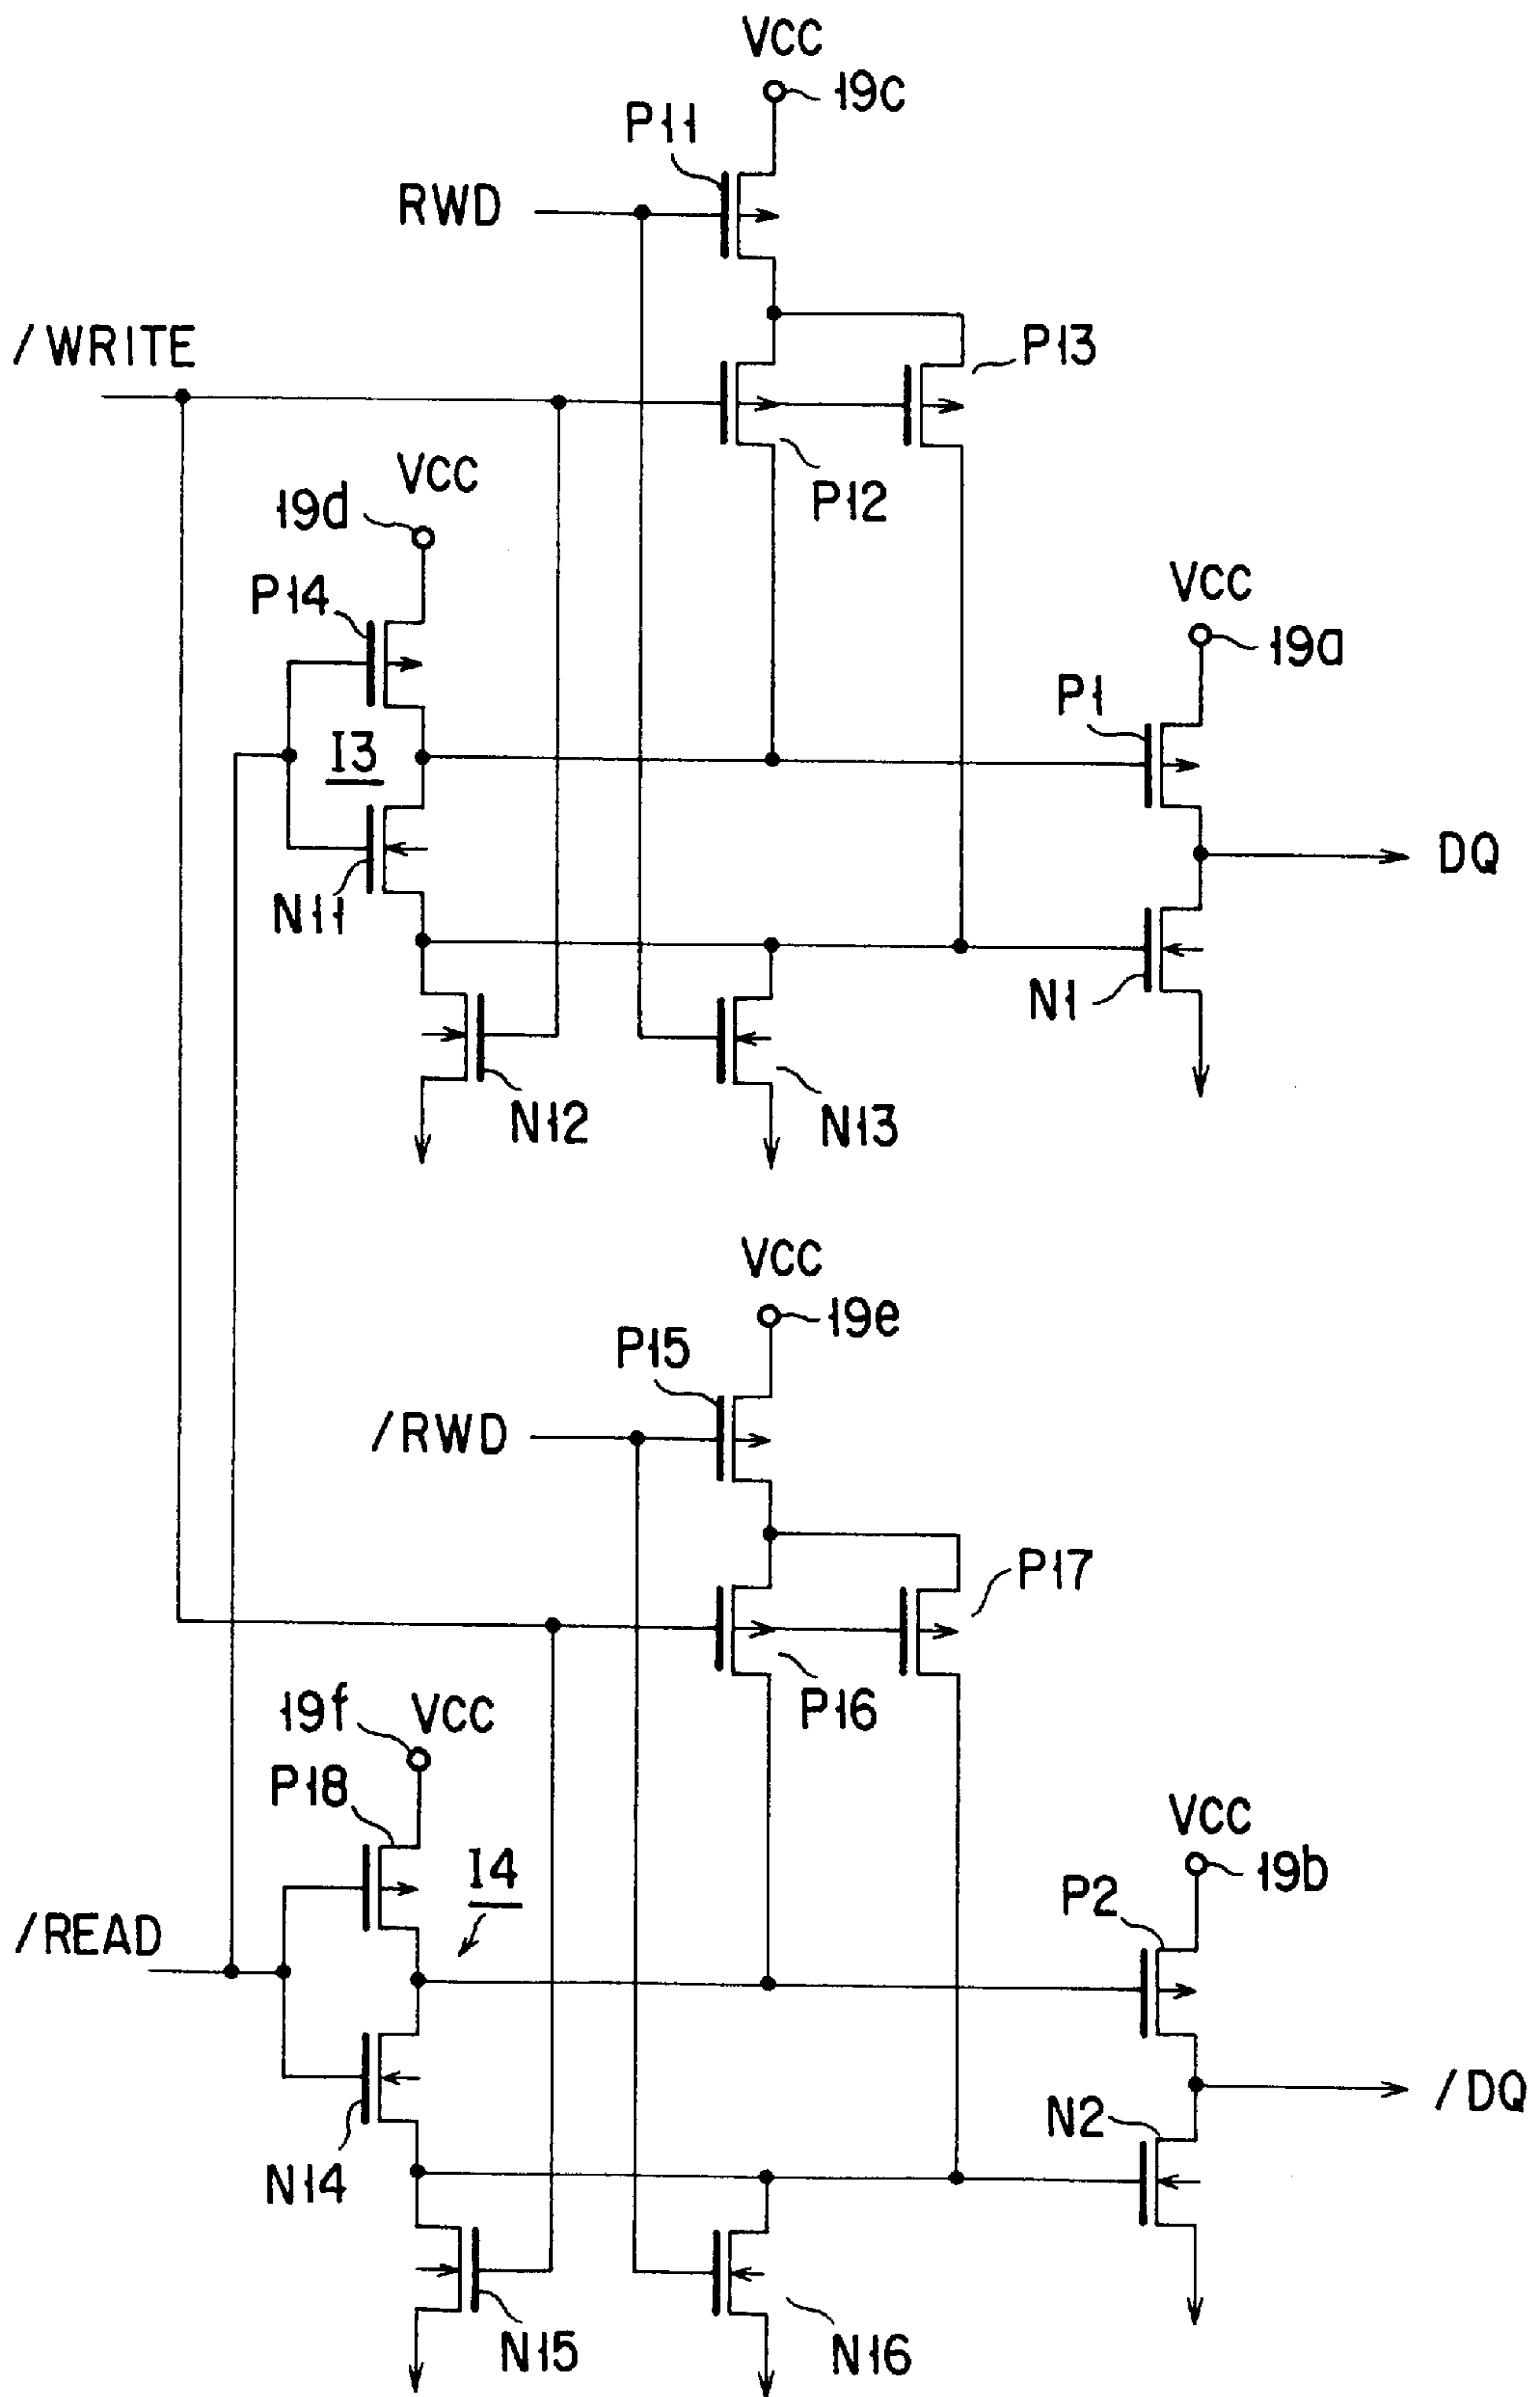 VCC
19c
P11
RWD
/WRITE
P13
VCC
19d
P12
P14
VCC
19a
I3
P1
DQ
N11
N1
N12
N13
VCC
19e
P15
/RWD
P17
19f
VCC
P16
P18
VCC
I4
19b
P2
/READ
/DQ
N2
N14
N15
N16